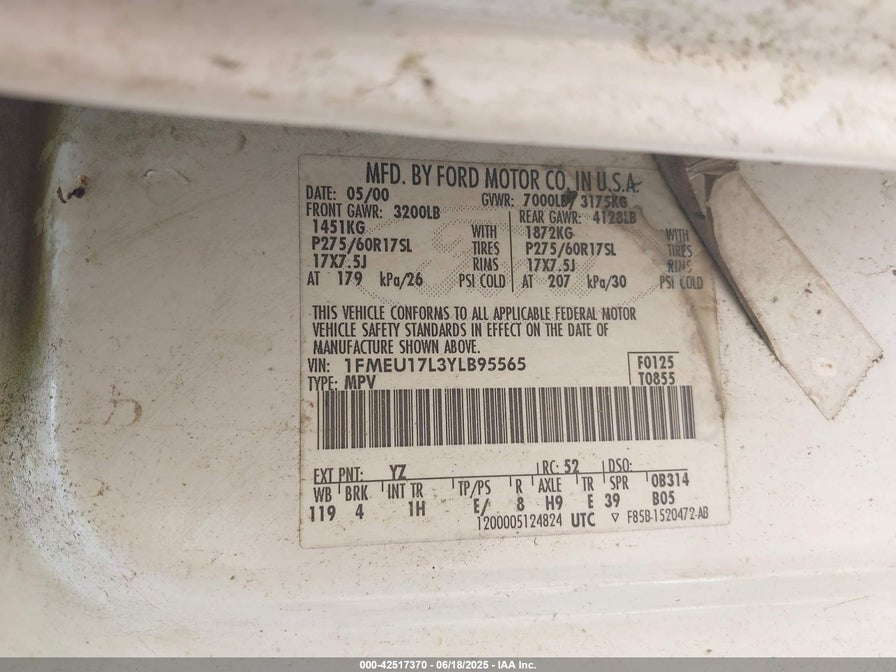 MFD. BY FORD MOTOR CO. IN U.S.A.
DATE: 05/00 GVWR: 7000LB/ 3175KG
FRONT GAWR: 3200LB REAR GAWR: 4128LB
1451KG WITH 1872KG WITH
P275/60R17SL TIRES P275/60R17SL TIRES
17X7.5J RIMS 17X7.5J RIMS
AT 179 kPa/26 PSI COLD AT 207 kPa/30 PSI COLD
THIS VEHICLE CONFORMS TO ALL APPLICABLE FEDERAL MOTOR
VEHICLE SAFETY STANDARDS IN EFFECT ON THE DATE OF
MANUFACTURE SHOWN ABOVE.
VIN: 1FMEU17L3YLB95565 F0125
TYPE: MPV T0855
EXT PNT: YZ RC: 52 DSO:
WB BRK INT TR TP/PS R AXLE TR SPR 0B314
119 4 1H E/ 8 H9 E 39 B05
1200005124824 UTC F85B-1520472-AB
000-42517370 - 06/18/2025 - IAA Inc.